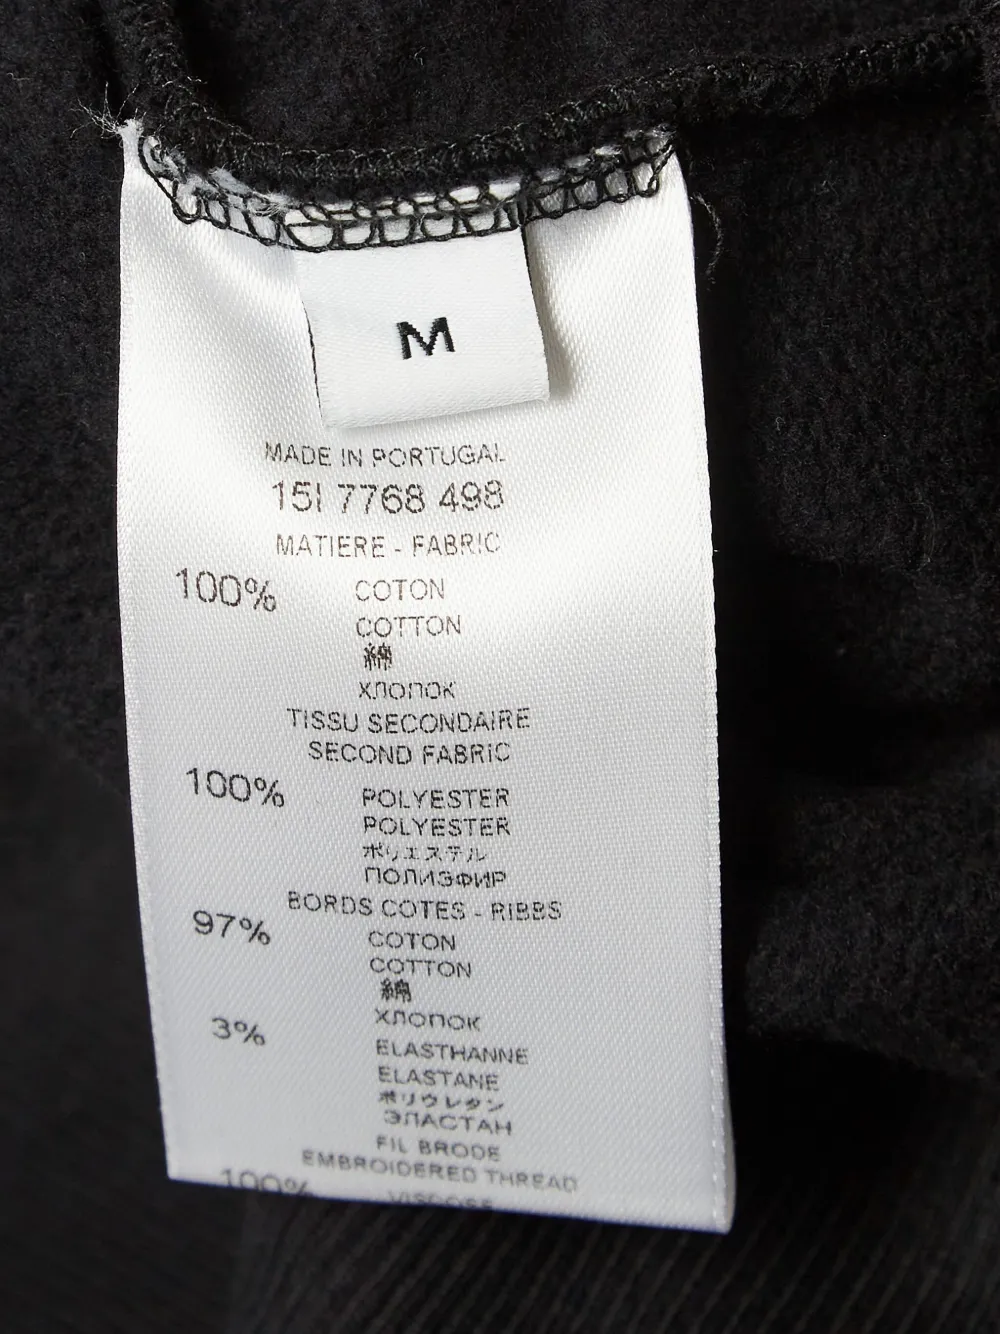 M
MADE IN PORTUGAL
15I 7768 498
MATIERE - FABRIC
100% COTON
COTTON
綿
ХЛОПОК
TISSU SECONDAIRE
SECOND FABRIC
100% POLYESTER
POLYESTER
ポリエステル
ПОЛИЭФИР
BORDS COTES - RIBBS
97% COTON
COTTON
綿
ХЛОПОК
3% ELASTHANNE
ELASTANE
ポリウレタン
ЭЛАСТАН
FIL BRODE
EMBROIDERED THREAD
100% VISCOSE